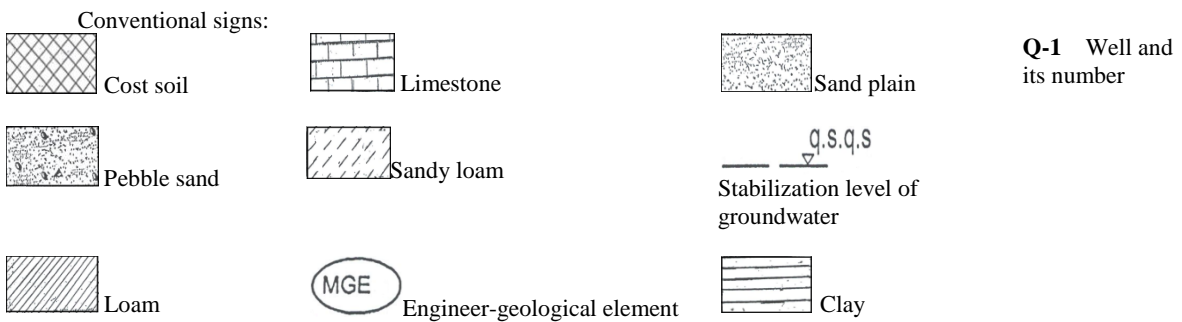 Conventional signs:
Cost soil
Limestone
Sand plain
Q-1 Well and
its number
Pebble sand
Sandy loam
q.s.q.s
Stabilization level of
groundwater
Loam
MGE
Engineer-geological element
Clay